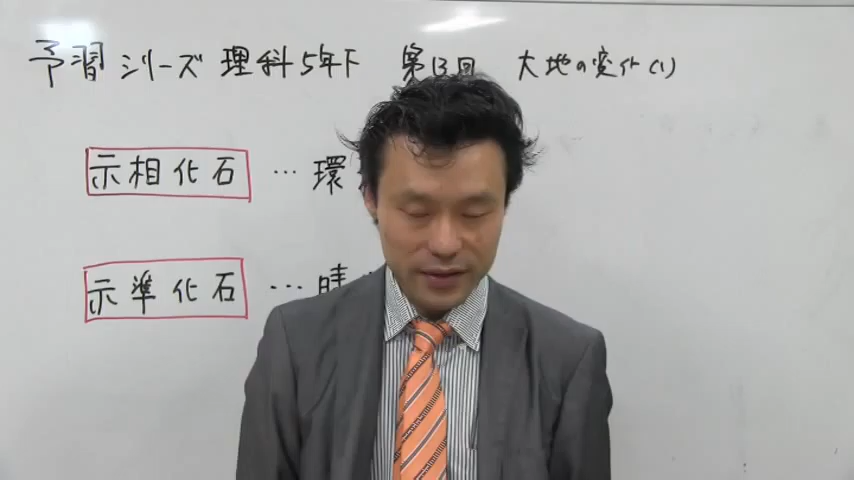 予習シリーズ 理科5年下 第13回 大地の変化(1)
示相化石 … 環
示準化石 … 時